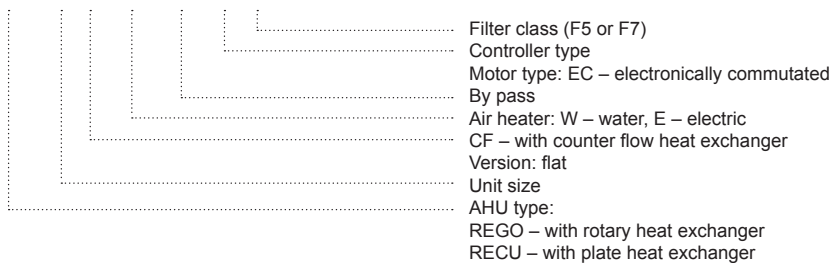 Filter class (F5 or F7)
Controller type
Motor type: EC – electronically commutated
By pass
Air heater: W – water, E – electric
CF – with counter flow heat exchanger
Version: flat
Unit size
AHU type:
REGO – with rotary heat exchanger
RECU – with plate heat exchanger